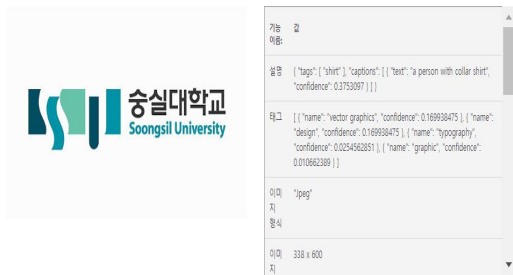 숭실대학교
Soongsil University
기능
이름:
값
설명
{ "tags": [ "shirt" ], "captions": [ { "text": "a person with collar shirt",
"confidence": 0.3753097 } ] }
태그
[ { "name": "vector graphics", "confidence": 0.169938475 }, { "name":
"design", "confidence": 0.169938475 }, { "name": "typography",
"confidence": 0.0254562851 }, { "name": "graphic", "confidence":
0.010662389 } ]
이미
지
형식
"Jpeg"
이미
지
338 x 600